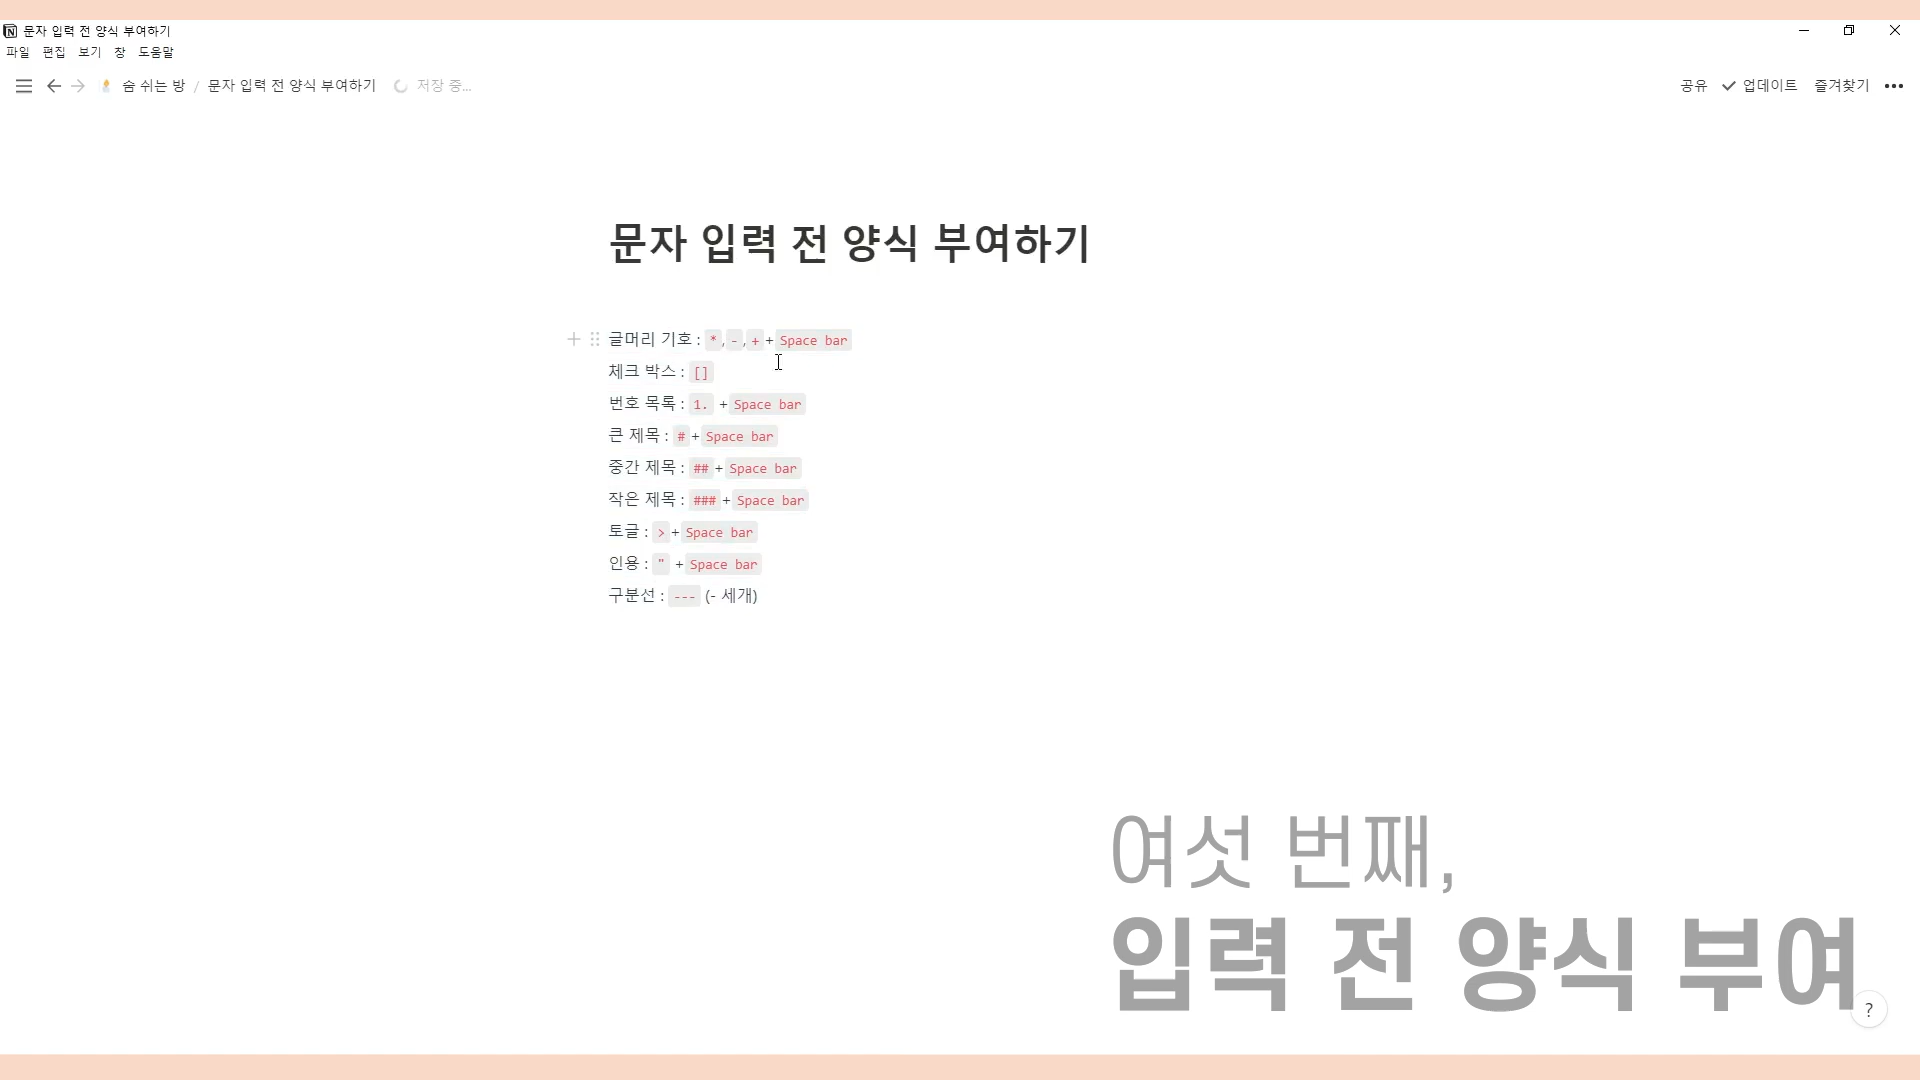 문자 입력 전 양식 부여하기
파일 편집 보기 창 도움말
숨 쉬는 방 / 문자 입력 전 양식 부여하기 저장 중...
공유 업데이트 즐겨찾기 •••
문자 입력 전 양식 부여하기
글머리 기호 : *, -, + + Space bar
체크 박스 : []
번호 목록 : 1. + Space bar
큰 제목 : # + Space bar
중간 제목 : ## + Space bar
작은 제목 : ### + Space bar
토글 : > + Space bar
인용 : " + Space bar
구분선 : --- (- 세개)
여섯 번째,
입력 전 양식 부여
?